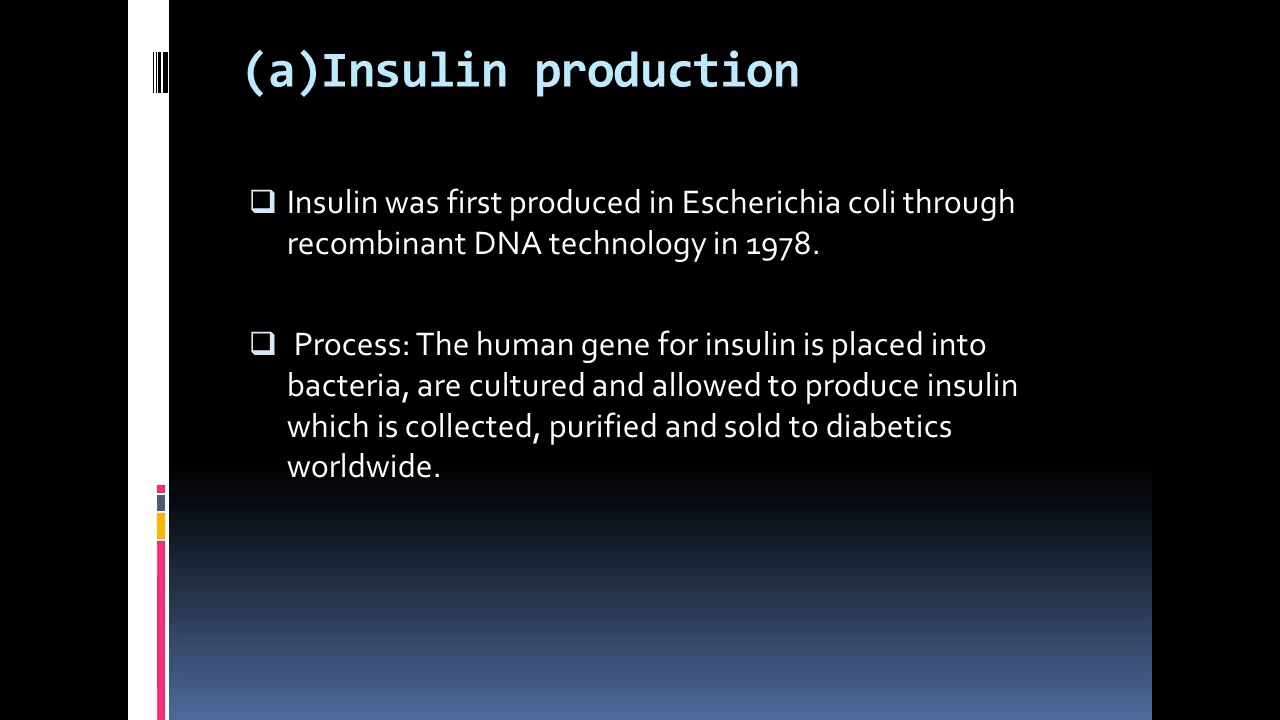 (a)Insulin production
Insulin was first produced in Escherichia coli through
recombinant DNA technology in 1978.
Process: The human gene for insulin is placed into
bacteria, are cultured and allowed to produce insulin
which is collected, purified and sold to diabetics
worldwide.